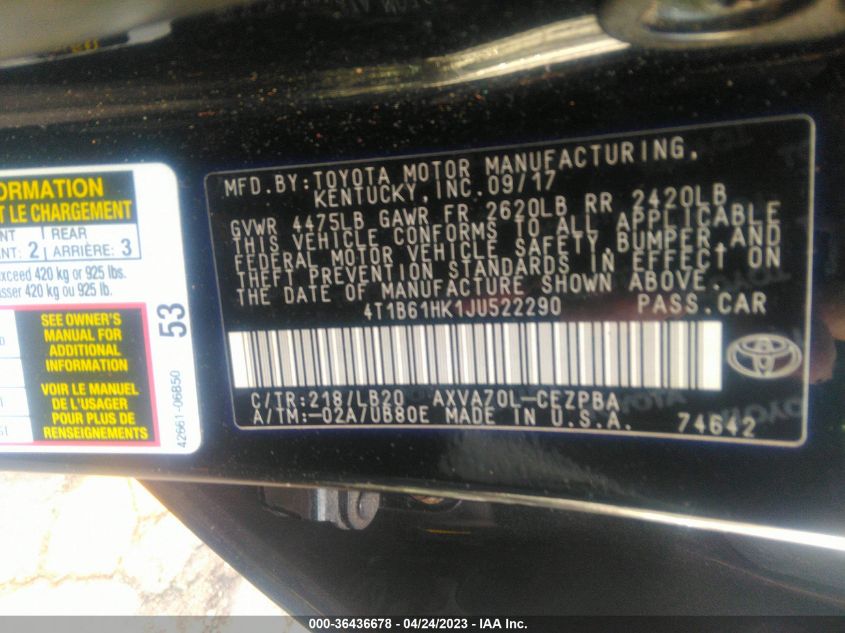 ORMATION
T LE CHARGEMENT
NT REAR
ENT: 2 ARRIÈRE: 3
exceed 420 kg or 925 lbs.
asser 420 kg ou 925 lb.
SEE OWNER'S
MANUAL FOR
ADDITIONAL
INFORMATION
VOIR LE MANUEL
DE L'USAGER
POUR PLUS DE
RENSEIGNEMENTS
53
42661-06B50
MFD.BY:TOYOTA MOTOR MANUFACTURING,
KENTUCKY,INC.09/17
GVWR 4475LB GAWR FR 2620LB RR 2420LB
THIS VEHICLE CONFORMS TO ALL APPLICABLE
FEDERAL MOTOR VEHICLE SAFETY,BUMPER,AND
THEFT PREVENTION STANDARDS IN EFFECT ON
THE DATE OF MANUFACTURE SHOWN ABOVE.
4T1B61HK1JU522290 PASS.CAR
C/TR:218/LB20 AXVA70L-CEZPBA
A/TM:-02A/UB80E MADE IN U.S.A. 74642
000-36436678 - 04/24/2023 - IAA Inc.